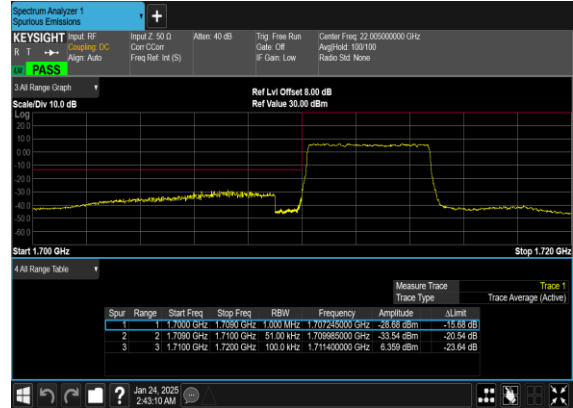 Spectrum Analyzer 1
Spurious Emissions
+
KEYSIGHT Input: RF Input Z: 50 Ω Atten: 40 dB Trig: Free Run Center Freq: 22.005000000 GHz
R T Coupling: DC Corr CCorr Gate: Off Avg|Hold: 100/100
Align: Auto Freq Ref: Int (S) IF Gain: Low Radio Std: None
PASS
3 All Range Graph
Ref Lvl Offset 8.00 dB
Scale/Div 10.0 dB Ref Value 30.00 dBm
Log
20.0
10.0
0.00
-10.0
-20.0
-30.0
-40.0
-50.0
-60.0
Start 1.700 GHz Stop 1.720 GHz
4 All Range Table
Measure Trace Trace 1
Trace Type Trace Average (Active)
Spur Range Start Freq Stop Freq RBW Frequency Amplitude ΔLimit
1 1 1.7000 GHz 1.7090 GHz 1.000 MHz 1.707245000 GHz -28.68 dBm -15.68 dB
2 2 1.7090 GHz 1.7100 GHz 51.00 kHz 1.709985000 GHz -33.54 dBm -20.54 dB
3 3 1.7100 GHz 1.7200 GHz 100.0 kHz 1.711400000 GHz 6.359 dBm -23.64 dB
? Jan 24, 2025
2:43:10 AM